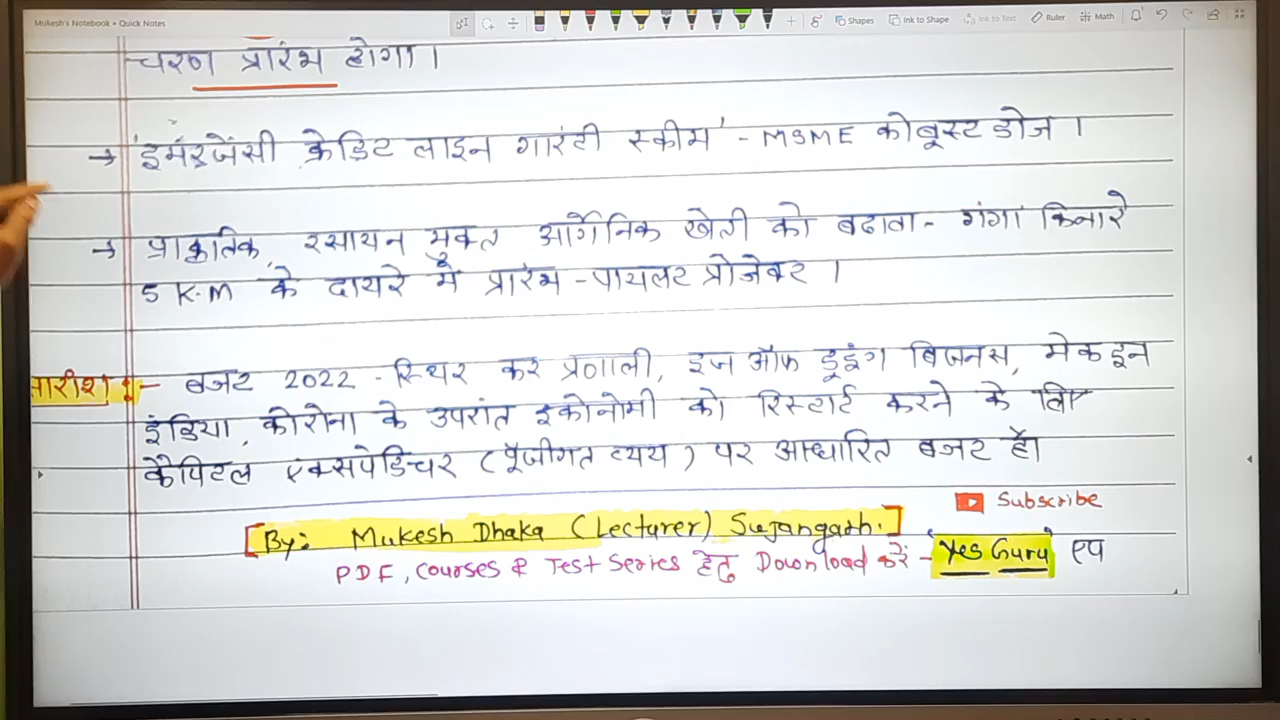 Mukesh's Notebook » Quick Notes
Shapes Ink to Shape Ink to Text Ruler Math
चरण प्रारंभ होगा।
→ 'इमरजेंसी क्रेडिट लाइन गारंटी स्कीम' - MSME को बूस्ट डोज।
→ प्राकृतिक, रसायन मुक्त आर्गेनिक खेती को बढावा - गंगा किनारे
5 K.M के दायरे में प्रारंभ - पायलट प्रोजेक्ट।
सारांश :- बजट 2022 - स्थिर कर प्रणाली, इज ऑफ डूइंग बिजनस, मेक इन
इंडिया, कोरोना के उपरांत इकोनोमी को रिस्टार्ट करने के लिए
कैपिटल एक्सपेंडिचर (पूंजीगत व्यय) पर आधारित बजट है।
Subscribe
[By: Mukesh Dhaka (Lecturer) Sujangarh.]
PDF, Courses & Test Series हेतु Download करें - 'Yes Guru' एप